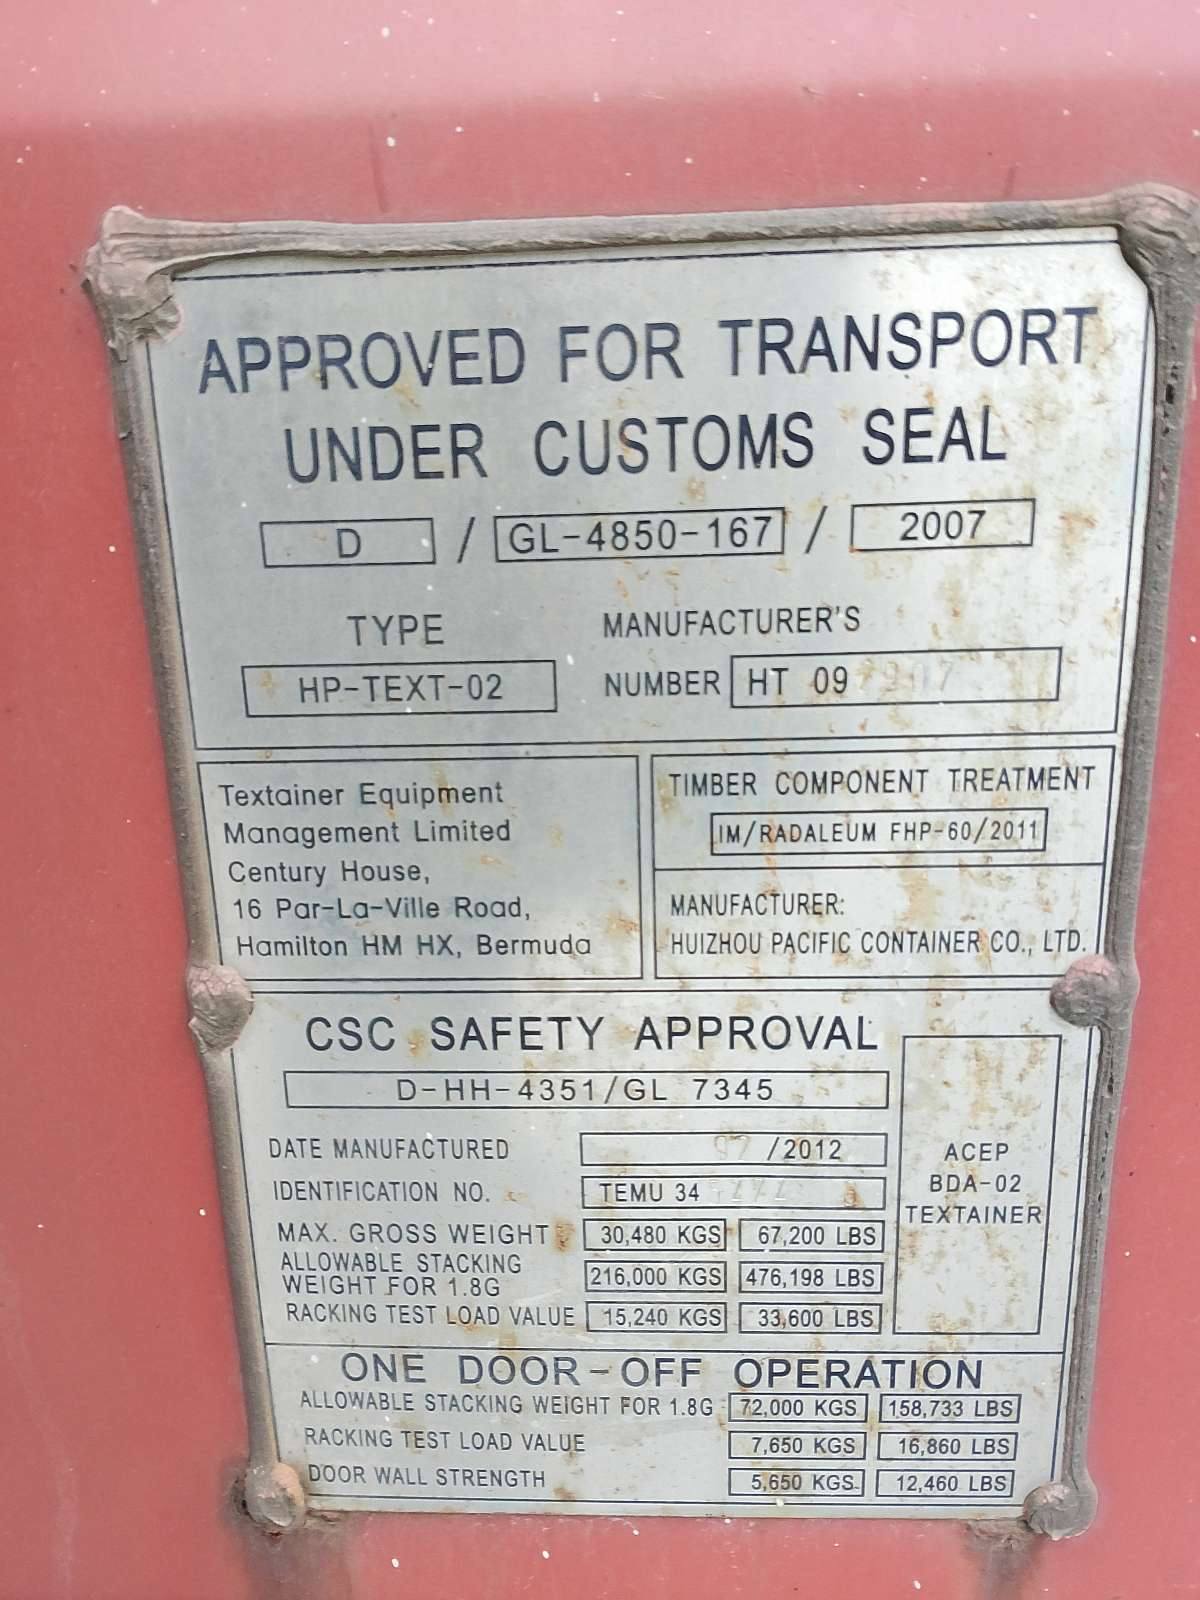 APPROVED FOR TRANSPORT
UNDER CUSTOMS SEAL
D / GL-4850-167 / 2007
TYPE
HP-TEXT-02
MANUFACTURER'S
NUMBER HT 09
Textainer Equipment
Management Limited
Century House,
16 Par-La-Ville Road,
Hamilton HM HX, Bermuda
TIMBER COMPONENT TREATMENT
IM/RADALEUM FHP-60/2011
MANUFACTURER:
HUIZHOU PACIFIC CONTAINER CO., LTD.
CSC SAFETY APPROVAL
D-HH-4351/GL 7345
DATE MANUFACTURED /2012
IDENTIFICATION NO. TEMU 34
MAX. GROSS WEIGHT 30,480 KGS 67,200 LBS
ALLOWABLE STACKING
WEIGHT FOR 1.8G 216,000 KGS 476,198 LBS
RACKING TEST LOAD VALUE 15,240 KGS 33,600 LBS
ACEP
BDA-02
TEXTAINER
ONE DOOR-OFF OPERATION
ALLOWABLE STACKING WEIGHT FOR 1.8G 72,000 KGS 158,733 LBS
RACKING TEST LOAD VALUE 7,650 KGS 16,860 LBS
DOOR WALL STRENGTH 5,650 KGS 12,460 LBS